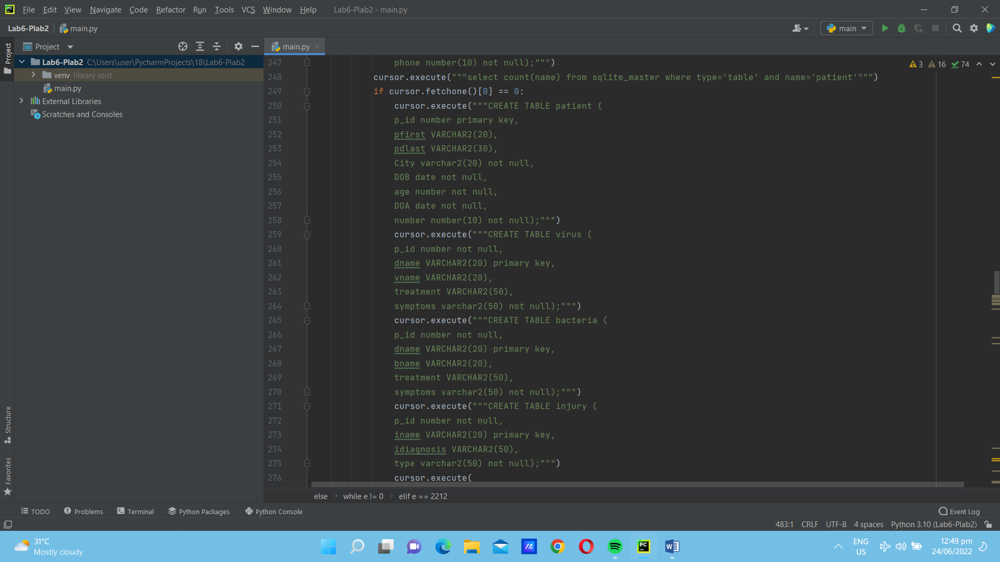 File Edit View Navigate Code Refactor Run Tools VCS Window Help Lab6-Plab2 - main.py
Lab6-Plab2 main.py main
Project main.py
Project
Lab6-Plab2 C:\Users\user\PycharmProjects\18\Lab6-Plab2
venv library root
main.py
External Libraries
Scratches and Consoles
3 16 74
247 phone number(10) not null);""")
248 cursor.execute("""select count(name) from sqlite_master where type='table' and name='patient'""")
249 if cursor.fetchone()[0] == 0:
250 cursor.execute("""CREATE TABLE patient (
251 p_id number primary key,
252 pfirst VARCHAR2(20),
253 pdlast VARCHAR2(30),
254 City varchar2(20) not null,
255 DOB date not null,
256 age number not null,
257 DOA date not null,
258 number number(10) not null);""")
259 cursor.execute("""CREATE TABLE virus (
260 p_id number not null,
261 dname VARCHAR2(20) primary key,
262 vname VARCHAR2(20),
263 treatment VARCHAR2(50),
264 symptoms varchar2(50) not null);""")
265 cursor.execute("""CREATE TABLE bacteria (
266 p_id number not null,
267 dname VARCHAR2(20) primary key,
268 bname VARCHAR2(20),
269 treatment VARCHAR2(50),
270 symptoms varchar2(50) not null);""")
271 cursor.execute("""CREATE TABLE injury (
272 p_id number not null,
273 iname VARCHAR2(20) primary key,
274 idiagnosis VARCHAR2(50),
275 type varchar2(50) not null);""")
276 cursor.execute(
Structure
Favorites
else while e != 0 elif e == 2212
TODO Problems Terminal Python Packages Python Console Event Log
483:1 CRLF UTF-8 4 spaces Python 3.10 (Lab6-Plab2)
31°C
Mostly cloudy
ENG
US
12:49 pm
24/06/2022